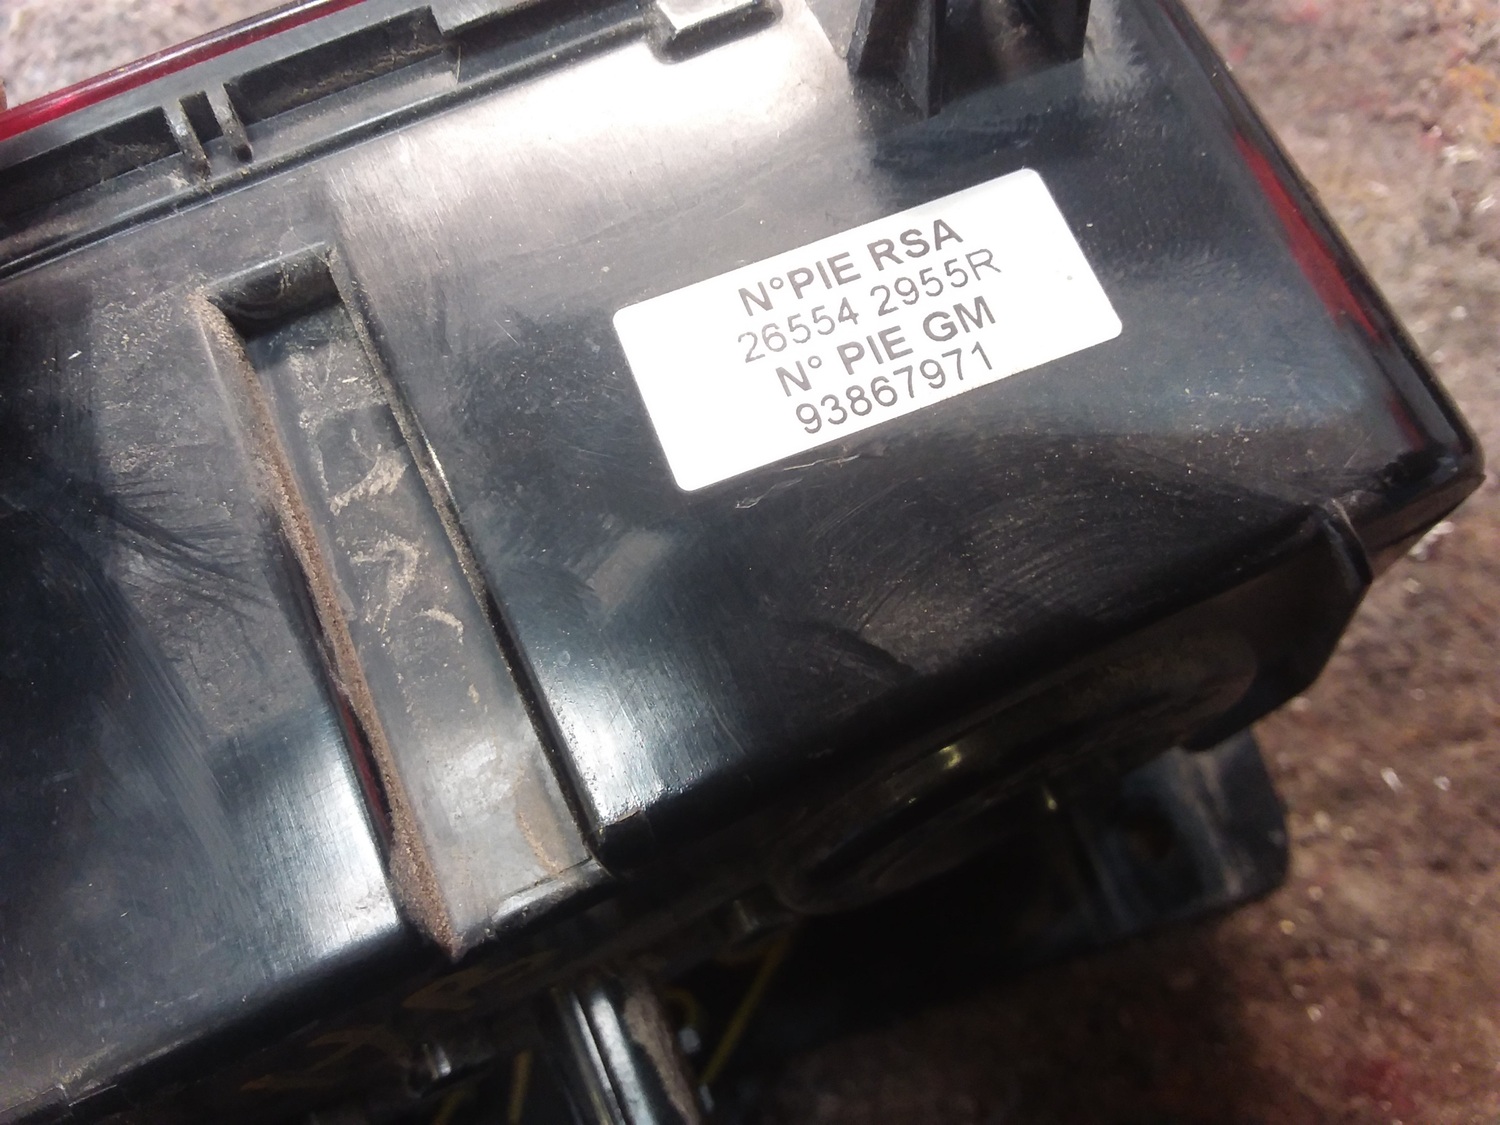 N°PIE RSA
26554 2955R
N° PIE GM
93867971